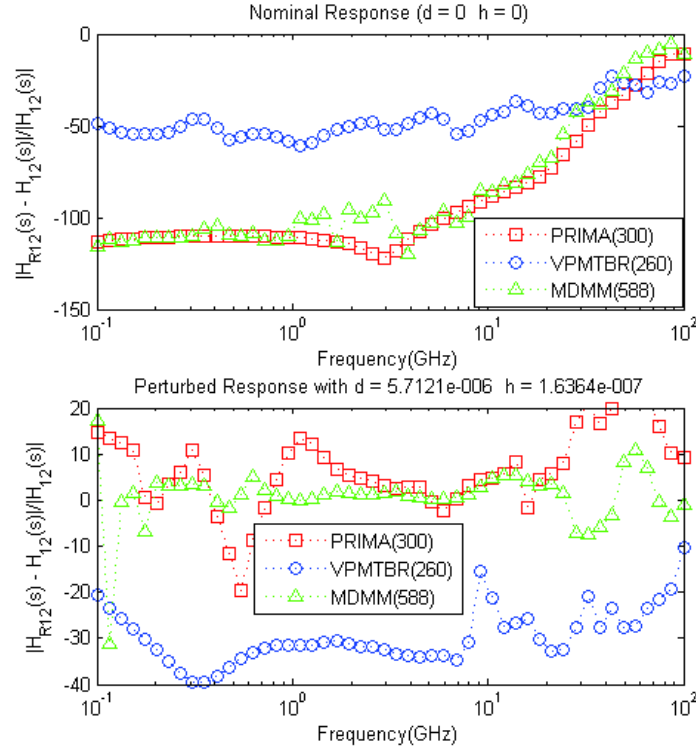 Nominal Response (d = 0 h = 0)
|H_R12(s) - H_12(s)|/|H_12(s)|
0
-50
-100
-150
PRIMA(300)
VPMTBR(260)
MDMM(588)
10^-1
10^0
10^1
10^2
Frequency(GHz)
Perturbed Response with d = 5.7121e-006 h = 1.6364e-007
|H_R12(s) - H_12(s)|/|H_12(s)|
20
10
0
-10
-20
-30
-40
PRIMA(300)
VPMTBR(260)
MDMM(588)
10^-1
10^0
10^1
10^2
Frequency(GHz)